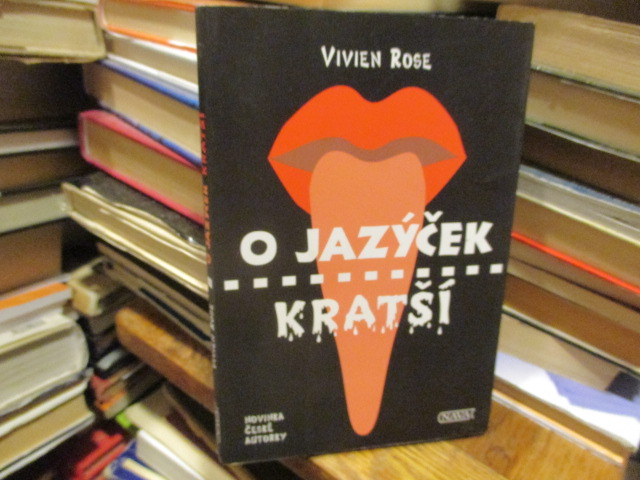 VIVIEN ROSE
O JAZÝČEK
KRATŠÍ
NOVINKA
ČESKÉ
AUTORKY
NAVA